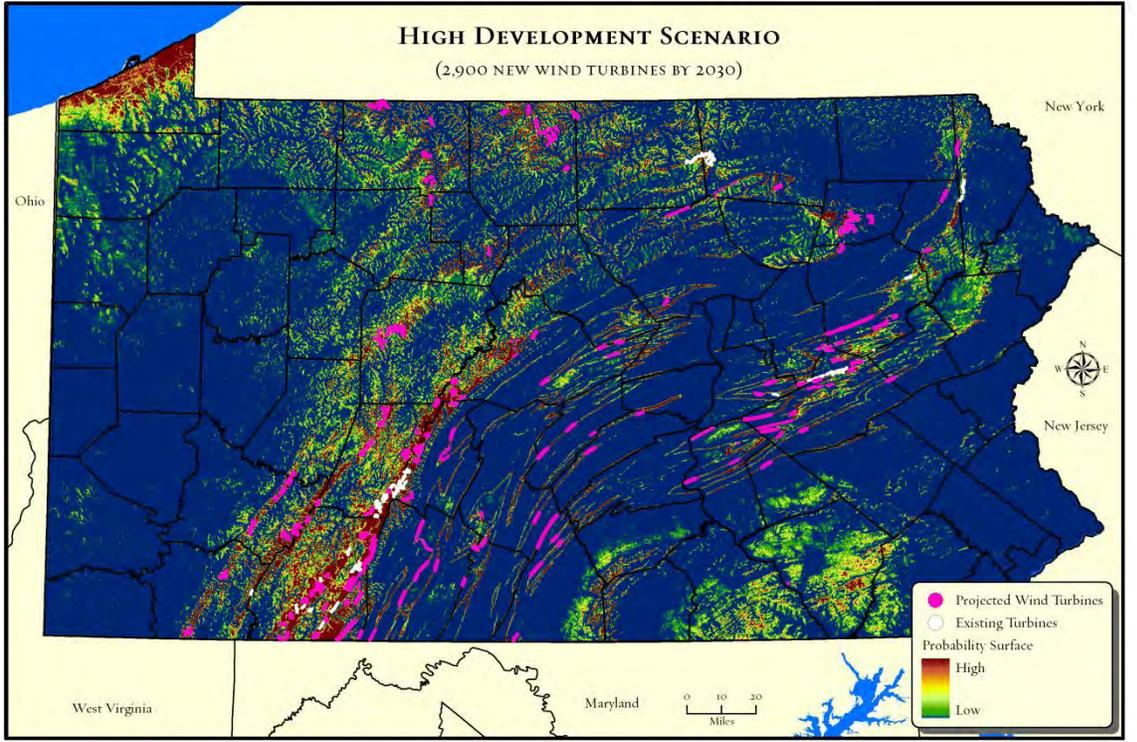 HIGH DEVELOPMENT SCENARIO
(2,900 NEW WIND TURBINES BY 2030)
New York
Ohio
N
W E
S
New Jersey
Projected Wind Turbines
Existing Turbines
Probability Surface
High
Low
West Virginia
Maryland
0 10 20
Miles